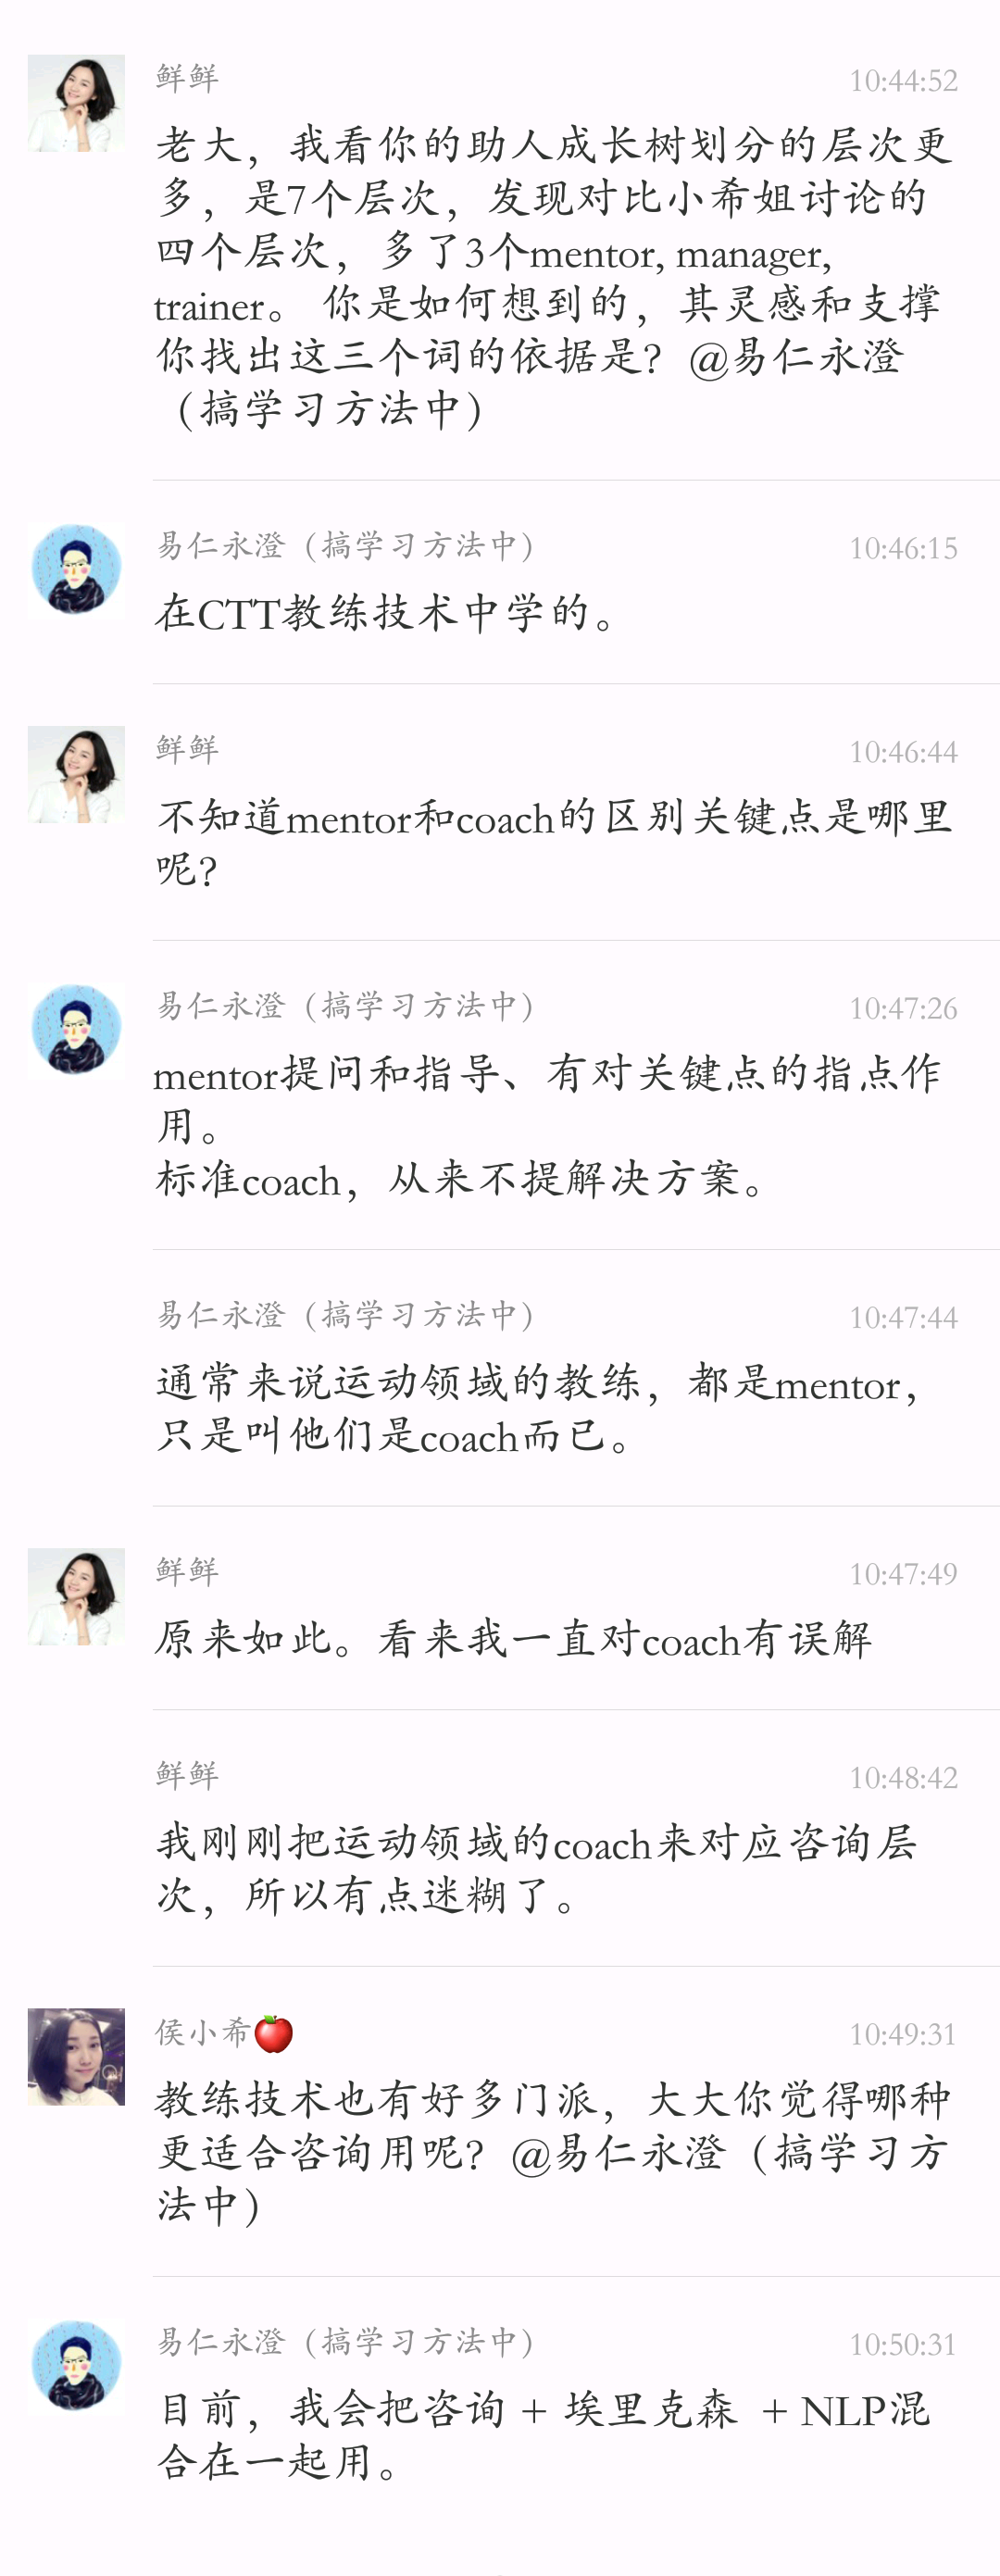 鲜鲜 10:44:52
老大，我看你的助人成长树划分的层次更
多，是7个层次，发现对比小希姐讨论的
四个层次，多了3个mentor, manager,
trainer。 你是如何想到的，其灵感和支撑
你找出这三个词的依据是？@易仁永澄
（搞学习方法中）
易仁永澄（搞学习方法中） 10:46:15
在CTT教练技术中学的。
鲜鲜 10:46:44
不知道mentor和coach的区别关键点是哪里
呢？
易仁永澄（搞学习方法中） 10:47:26
mentor提问和指导、有对关键点的指点作
用。
标准coach，从来不提解决方案。
易仁永澄（搞学习方法中） 10:47:44
通常来说运动领域的教练，都是mentor，
只是叫他们是coach而已。
鲜鲜 10:47:49
原来如此。看来我一直对coach有误解
鲜鲜 10:48:42
我刚刚把运动领域的coach来对应咨询层
次，所以有点迷糊了。
侯小希🍎 10:49:31
教练技术也有好多门派，大大你觉得哪种
更适合咨询用呢？@易仁永澄（搞学习方
法中）
易仁永澄（搞学习方法中） 10:50:31
目前，我会把咨询 + 埃里克森 + NLP混
合在一起用。